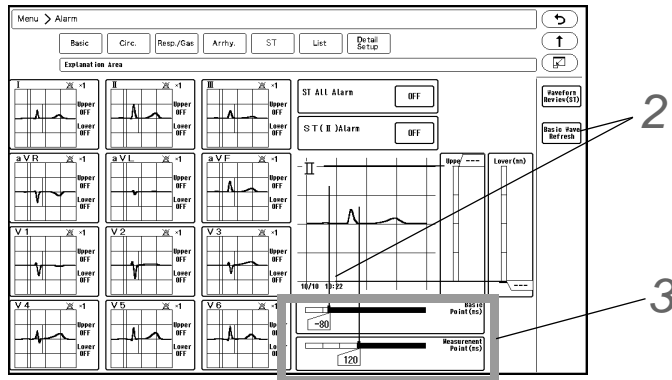 Menu > Alarm
Basic Circ. Resp./Gas Arrhy. ST List Detail Setup
Explanation Area
I ×1 Upper OFF Lower OFF
II ×1 Upper OFF Lower OFF
III ×1 Upper OFF Lower OFF
ST All Alarm OFF
ST(II)Alarm OFF
Waveform Review(ST)
Basic Wave Refresh
2
aVR ×1 Upper OFF Lower OFF
aVL ×1 Upper OFF Lower OFF
aVF ×1 Upper OFF Lower OFF
II
Upper ---
Lower(mm)
---
V1 ×1 Upper OFF Lower OFF
V2 ×1 Upper OFF Lower OFF
V3 ×1 Upper OFF Lower OFF
10/10 13:22
V4 ×1 Upper OFF Lower OFF
V5 ×1 Upper OFF Lower OFF
V6 ×1
Basic Point(ms)
-80
Measurement Point(ms)
120
3